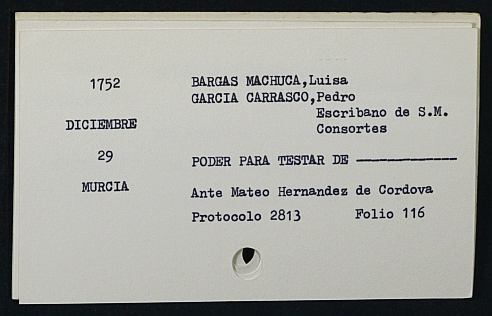 1752
DICIEMBRE
29
MURCIA
BARGAS MACHUCA,Luisa
GARCIA CARRASCO,Pedro
Escribano de S.M.
Consortes
PODER PARA TESTAR DE ─────────────
Ante Mateo Hernandez de Cordova
Protocolo 2813 Folio 116